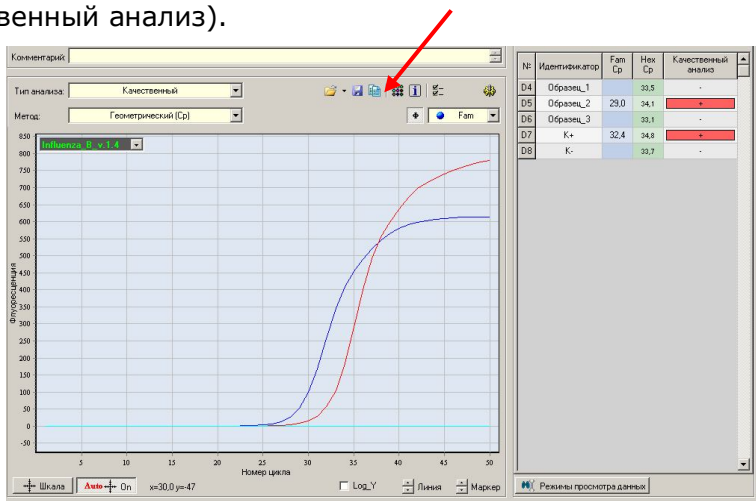 венный анализ).
Комментарий:
Тип анализа: Качественный
Метод: Геометрический (Cp) Fam
Influenza_B_v.1.4
850
800
750
700
650
600
550
500
450
400
350
300
250
200
150
100
50
0
-50
Флуоресценция
5 10 15 20 25 30 35 40 45 50
Номер цикла
Шкала Auto On x=30,0 y=-47 Log_Y Линия Маркер
№ Идентификатор Fam Cp Hex Cp Качественный анализ
D4 Образец_1 33,5 -
D5 Образец_2 29,0 34,1 +
D6 Образец_3 33,1 -
D7 K+ 32,4 34,8 +
D8 K- 33,7 -
Режимы просмотра данных